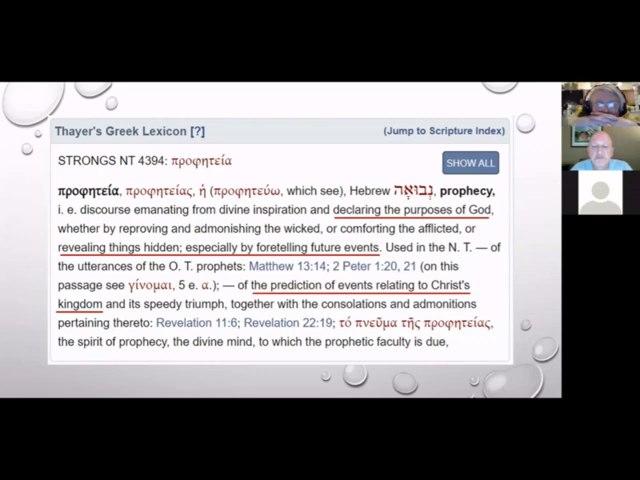 Thayer's Greek Lexicon [?]
(Jump to Scripture Index)
STRONGS NT 4394: προφητεία
SHOW ALL
προφητεία, προφητείας, ἡ (προφητεύω, which see), Hebrew נְבוּאָה, prophecy,
i. e. discourse emanating from divine inspiration and declaring the purposes of God,
whether by reproving and admonishing the wicked, or comforting the afflicted, or
revealing things hidden; especially by foretelling future events. Used in the N. T. — of
the utterances of the O. T. prophets: Matthew 13:14; 2 Peter 1:20, 21 (on this
passage see γίνομαι, 5 e. α.); — of the prediction of events relating to Christ's
kingdom and its speedy triumph, together with the consolations and admonitions
pertaining thereto: Revelation 11:6; Revelation 22:19; τό πνεῦμα τῆς προφητείας,
the spirit of prophecy, the divine mind, to which the prophetic faculty is due,